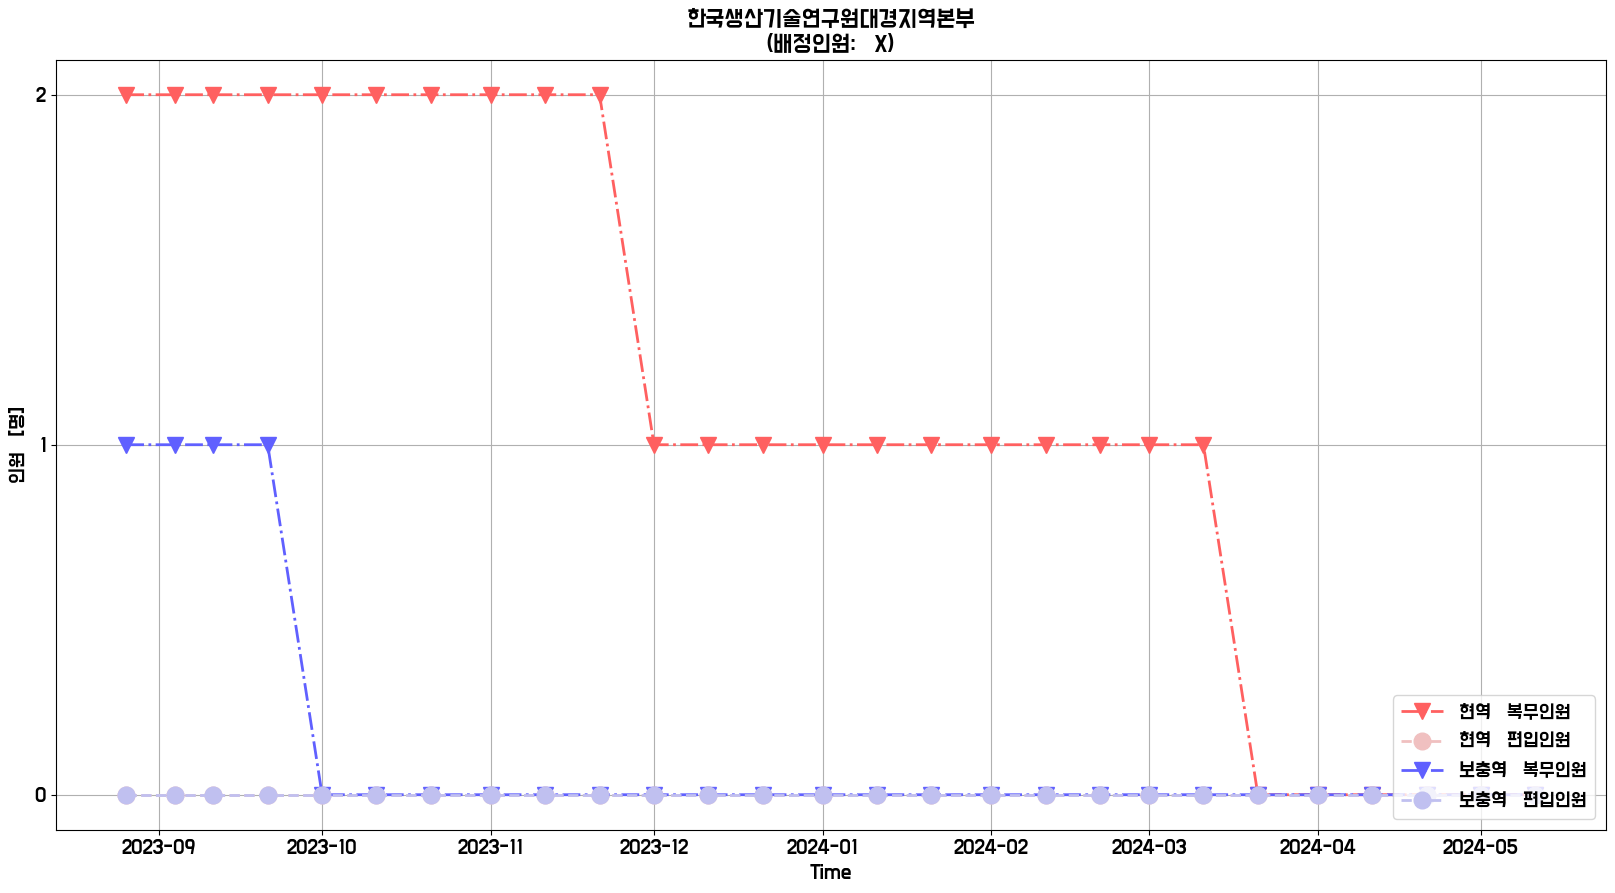 한국생산기술연구원대경지역본부
(배정인원: X)
2
1
0
인원 [명]
2023-09
2023-10
2023-11
2023-12
2024-01
2024-02
2024-03
2024-04
2024-05
Time
현역 복무인원
현역 편입인원
보충역 복무인원
보충역 편입인원